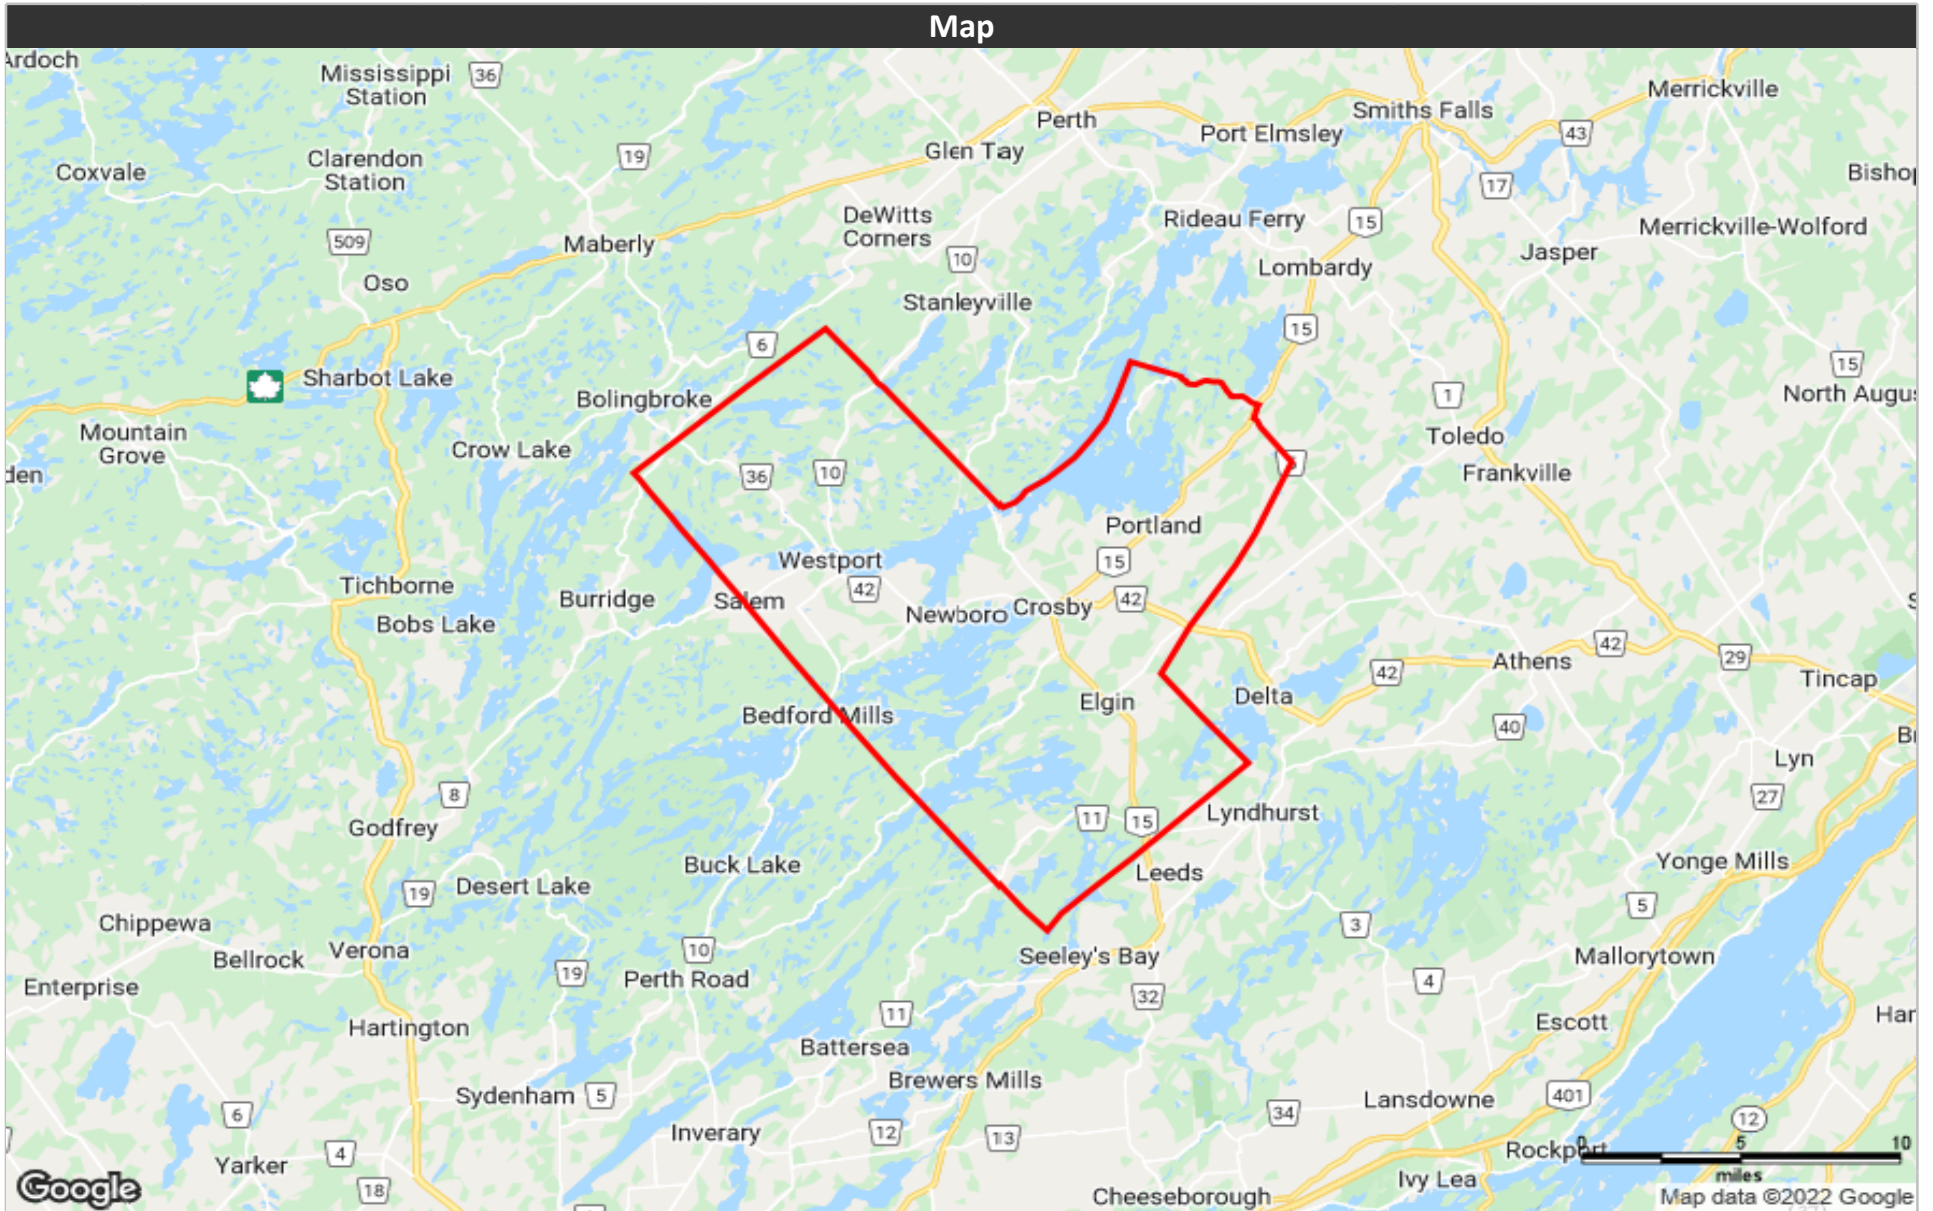 Map
Ardoch
Mississippi
Station
36
Merrickville
Smiths Falls
Perth
Port Elmsley
43
Glen Tay
19
Clarendon
Station
Coxvale
17
DeWitts
Corners
Rideau Ferry
15
Merrickville-Wolford
509
Maberly
Jasper
10
Lombardy
Oso
Stanleyville
15
6
15
Sharbot Lake
1
North Augu
Bolingbroke
Mountain
Grove
Toledo
Crow Lake
36
10
Frankville
den
Portland
Westport
15
Tichborne
42
Burridge
Salem
42
Newboro
Crosby
Bobs Lake
42
29
Athens
42
Tincap
Elgin
Delta
Bedford Mills
40
Lyn
8
27
Godfrey
11
15
Lyndhurst
Buck Lake
Yonge Mills
Leeds
Desert Lake
19
5
Chippewa
3
Verona
10
Bellrock
Seeley's Bay
Mallorytown
19
Perth Road
4
Enterprise
32
11
Escott
Hartington
Battersea
Brewers Mills
Sydenham
5
Lansdowne
401
6
34
12
Inverary
12
13
Rockport
0
5
10
4
Yarker
miles
Ivy Lea
18
Google
Cheeseborough
Map data ©2022 Google